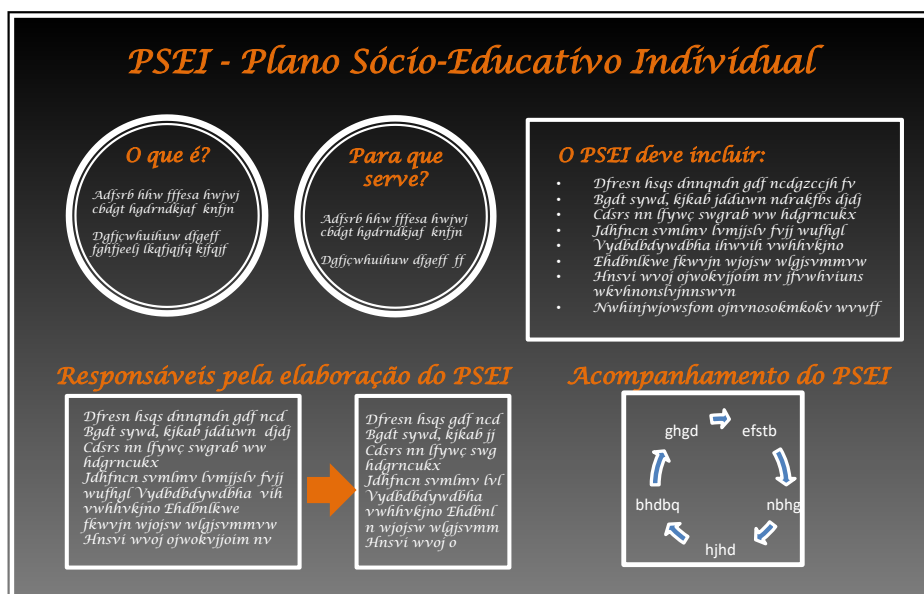 PSEI - Plano Sócio-Educativo Individual
O que é?
Adfsrb hhw fffesa hwjwj
cbdgt hgdrndkjaf knfjn
Dgfjçwhuihuw dfgeff
fghfjeelj lkqfjqjfq kjfqjf
Para que
serve?
Adfsrb hhw fffesa hwjwj
cbdgt hgdrndkjaf knfjn
Dgfjçwhuihuw dfgeff ff
O PSEI deve incluir:
• Dfresn hsqs dnnqndn gdf ncdgzccjh fv
• Bgdt sywd, kjkab jdduwn ndrakfbs djdj
• Cdsrs nn lfywç swgrab ww hdgrncukx
• Jdhfncn svmlmv lvmjjslv fvjj wufhgl
• Vydbdbdywdbha ihwvih vwhhvkjno
• Ehdbnlkwe fkwvjn wjojsw wlgjsvmmvw
• Hnsvi wvoj ojwokvjjoim nv jfvwhviuns
wkvhnonslvjnnswvn
• Nwhinjwjowsfom ojnvnosokmkokv wvwff
Responsáveis pela elaboração do PSEI
Dfresn hsqs dnnqndn gdf ncd
Bgdt sywd, kjkab jdduwn djdj
Cdsrs nn lfywç swgrab ww
hdgrncukx
Jdhfncn svmlmv lvmjjslv fvjj
wufhgl Vydbdbdywdbha vih
vwhhvkjno Ehdbnlkwe
fkwvjn wjojsw wlgjsvmmvw
Hnsvi wvoj ojwokvjjoim nv
Dfresn hsqs gdf ncd
Bgdt sywd, kjkab jj
Cdsrs nn lfywç swg
hdgrncukx
Jdhfncn svmlmv lvl
Vydbdbdywdbha
vwhhvkjno Ehdbnl
n wjojsw wlgjsvmm
Hnsvi wvoj o
Acompanhamento do PSEI
ghgd
efstb
nbhg
hjhd
bhdbq